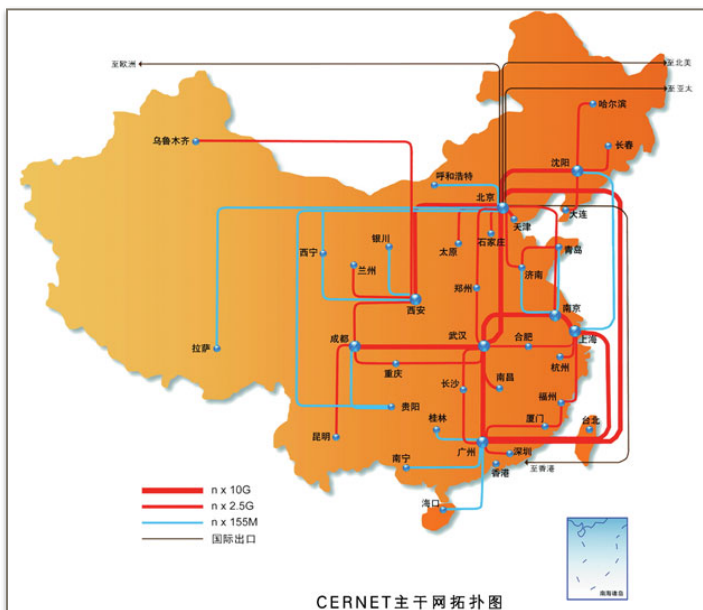 至欧洲
至北美
至亚太
哈尔滨
乌鲁木齐
长春
沈阳
呼和浩特
北京
大连
天津
银川
石家庄
青岛
西宁
太原
兰州
济南
郑州
西安
南京
拉萨
成都
武汉
合肥
上海
杭州
重庆
长沙
南昌
贵阳
福州
桂林
厦门
台北
昆明
广州
深圳
南宁
香港
至香港
海口
n x 10G
n x 2.5G
n x 155M
国际出口
南海诸岛
CERNET主干网拓扑图